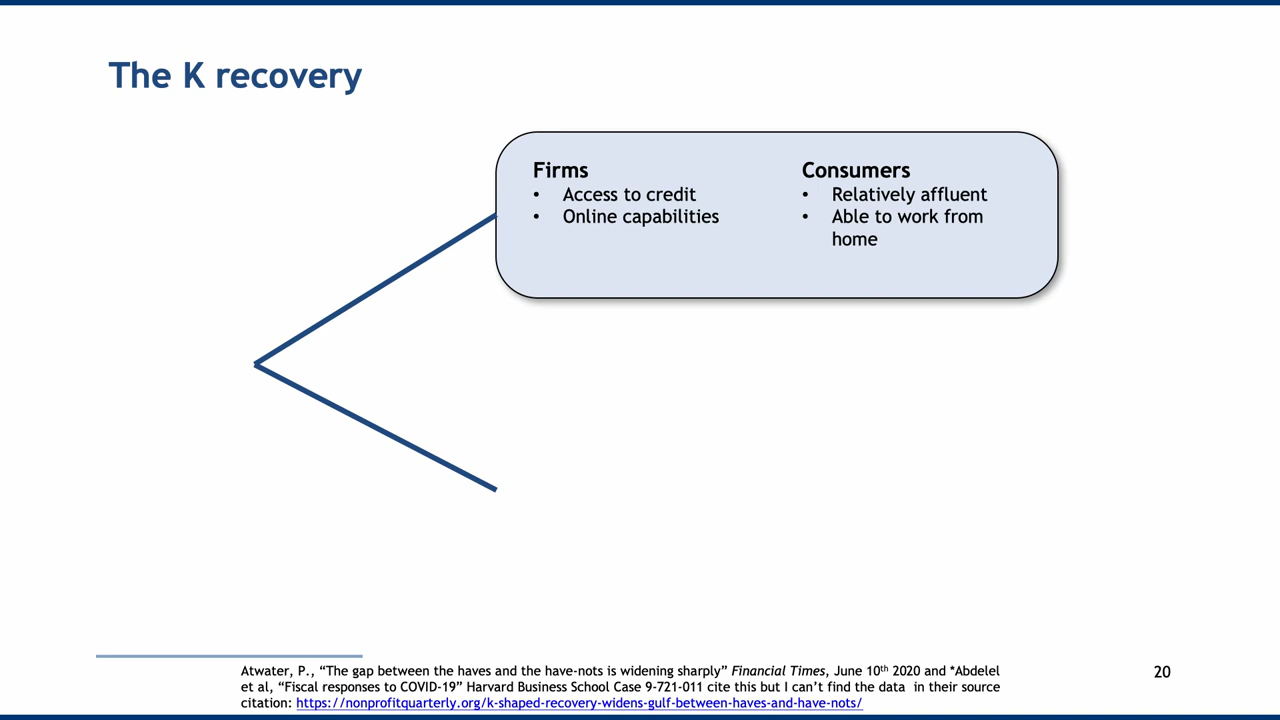 The K recovery
Firms
• Access to credit
• Online capabilities
Consumers
• Relatively affluent
• Able to work from
home
Atwater, P., “The gap between the haves and the have-nots is widening sharply” Financial Times, June 10th 2020 and *Abdelel
et al, “Fiscal responses to COVID-19” Harvard Business School Case 9-721-011 cite this but I can’t find the data in their source
citation: https://nonprofitquarterly.org/k-shaped-recovery-widens-gulf-between-haves-and-have-nots/
20